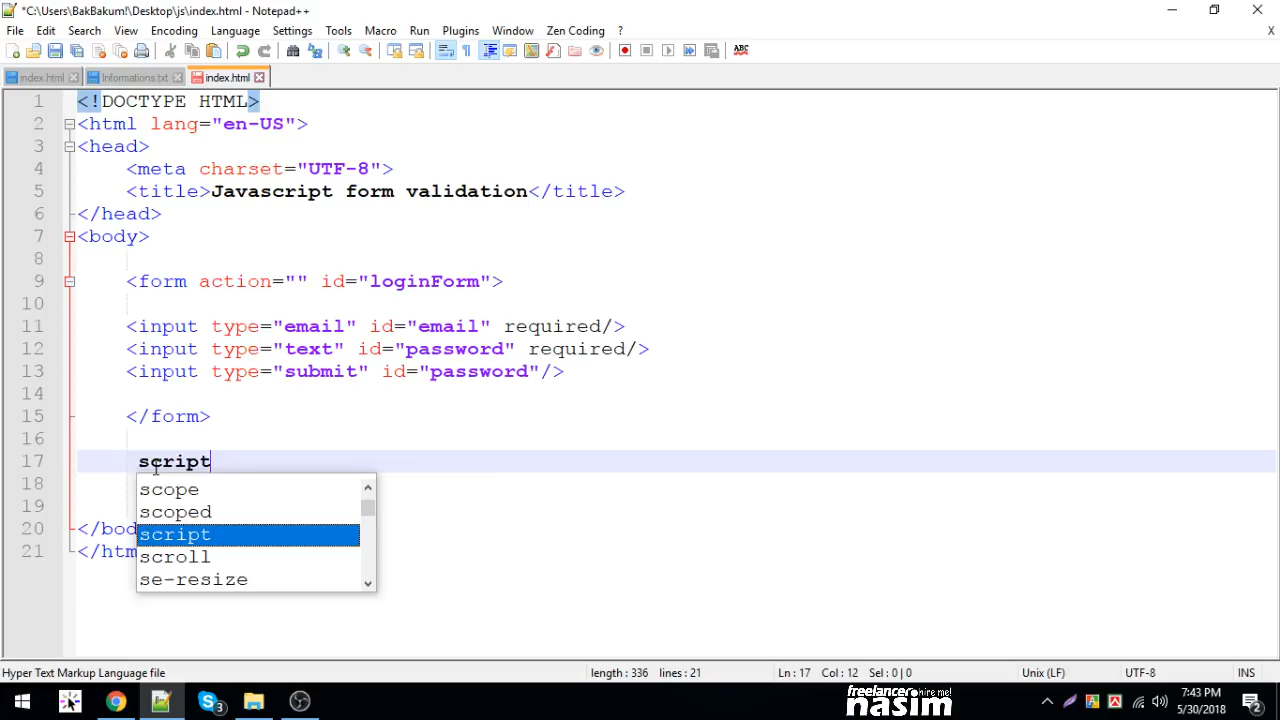 *C:\Users\BakBakum!\Desktop\js\index.html - Notepad++
File Edit Search View Encoding Language Settings Tools Macro Run Plugins Window Zen Coding ? X
ABC
index.html Informations.txt index.html
1 <!DOCTYPE HTML>
2 <html lang="en-US">
3 <head>
4 <meta charset="UTF-8">
5 <title>Javascript form validation</title>
6 </head>
7 <body>
8
9 <form action="" id="loginForm">
10
11 <input type="email" id="email" required/>
12 <input type="text" id="password" required/>
13 <input type="submit" id="password"/>
14
15 </form>
16
17 script
18 scope
scoped
19 script
20 </bod
scroll
21 </htm
se-resize
Hyper Text Markup Language file length : 336 lines : 21 Ln : 17 Col : 12 Sel : 0 | 0 Unix (LF) UTF-8 INS
3 freelancer hire me! nasim 7:43 PM
5/30/2018 2